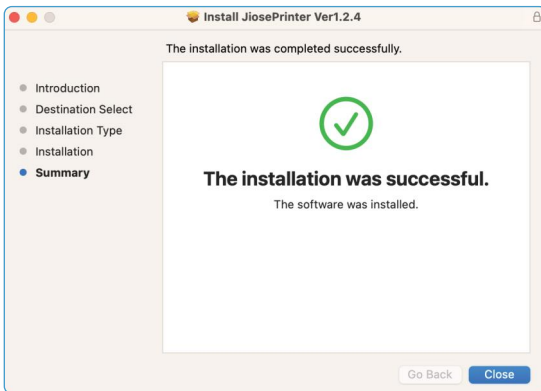 Install JiosePrinter Ver1.2.4
The installation was completed successfully.
Introduction
Destination Select
Installation Type
Installation
Summary
The installation was successful.
The software was installed.
Go Back
Close